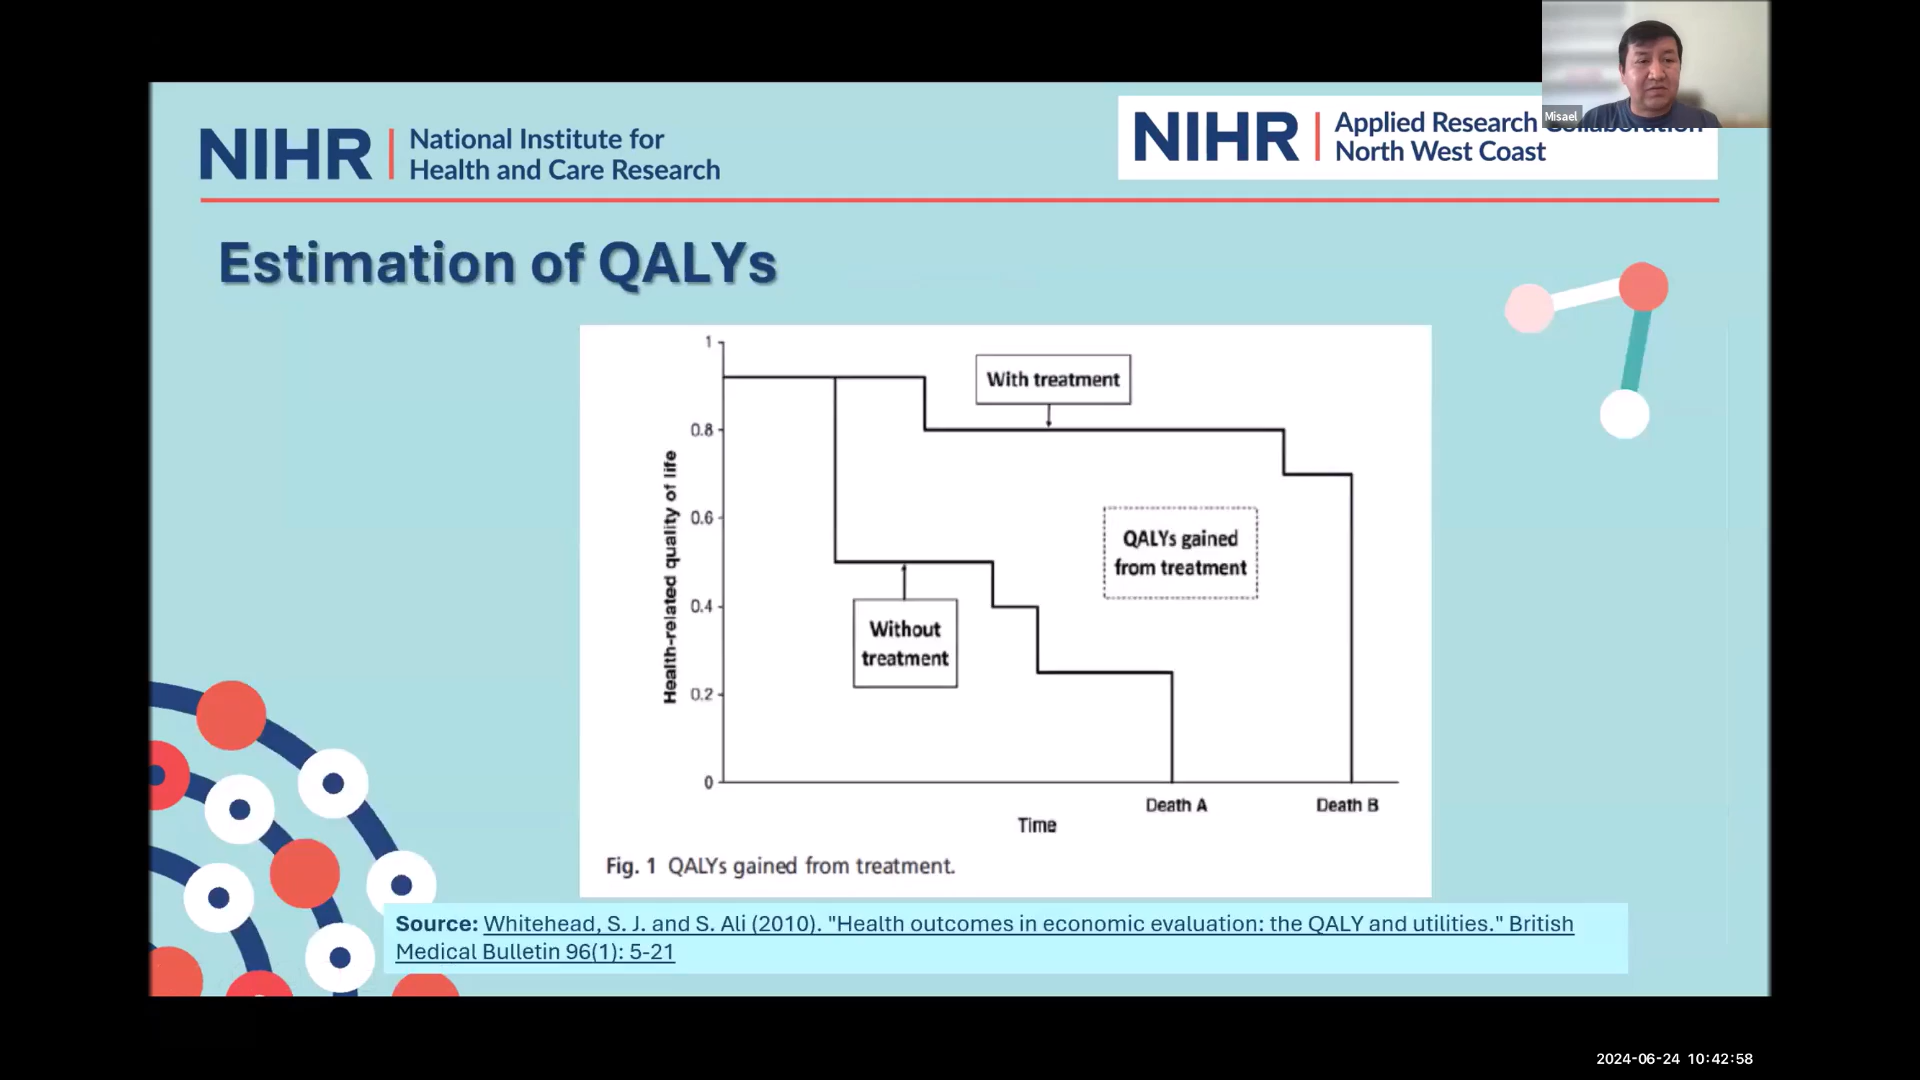 Misael
NIHR | National Institute for
Health and Care Research
NIHR | Applied Research Collaboration
North West Coast
Estimation of QALYs
1
0.8
0.6
0.4
0.2
0
Health-related quality of life
With treatment
QALYs gained
from treatment
Without
treatment
Death A
Death B
Time
Fig. 1 QALYs gained from treatment.
Source: Whitehead, S. J. and S. Ali (2010). "Health outcomes in economic evaluation: the QALY and utilities." British
Medical Bulletin 96(1): 5-21
2024-06-24 10:42:58